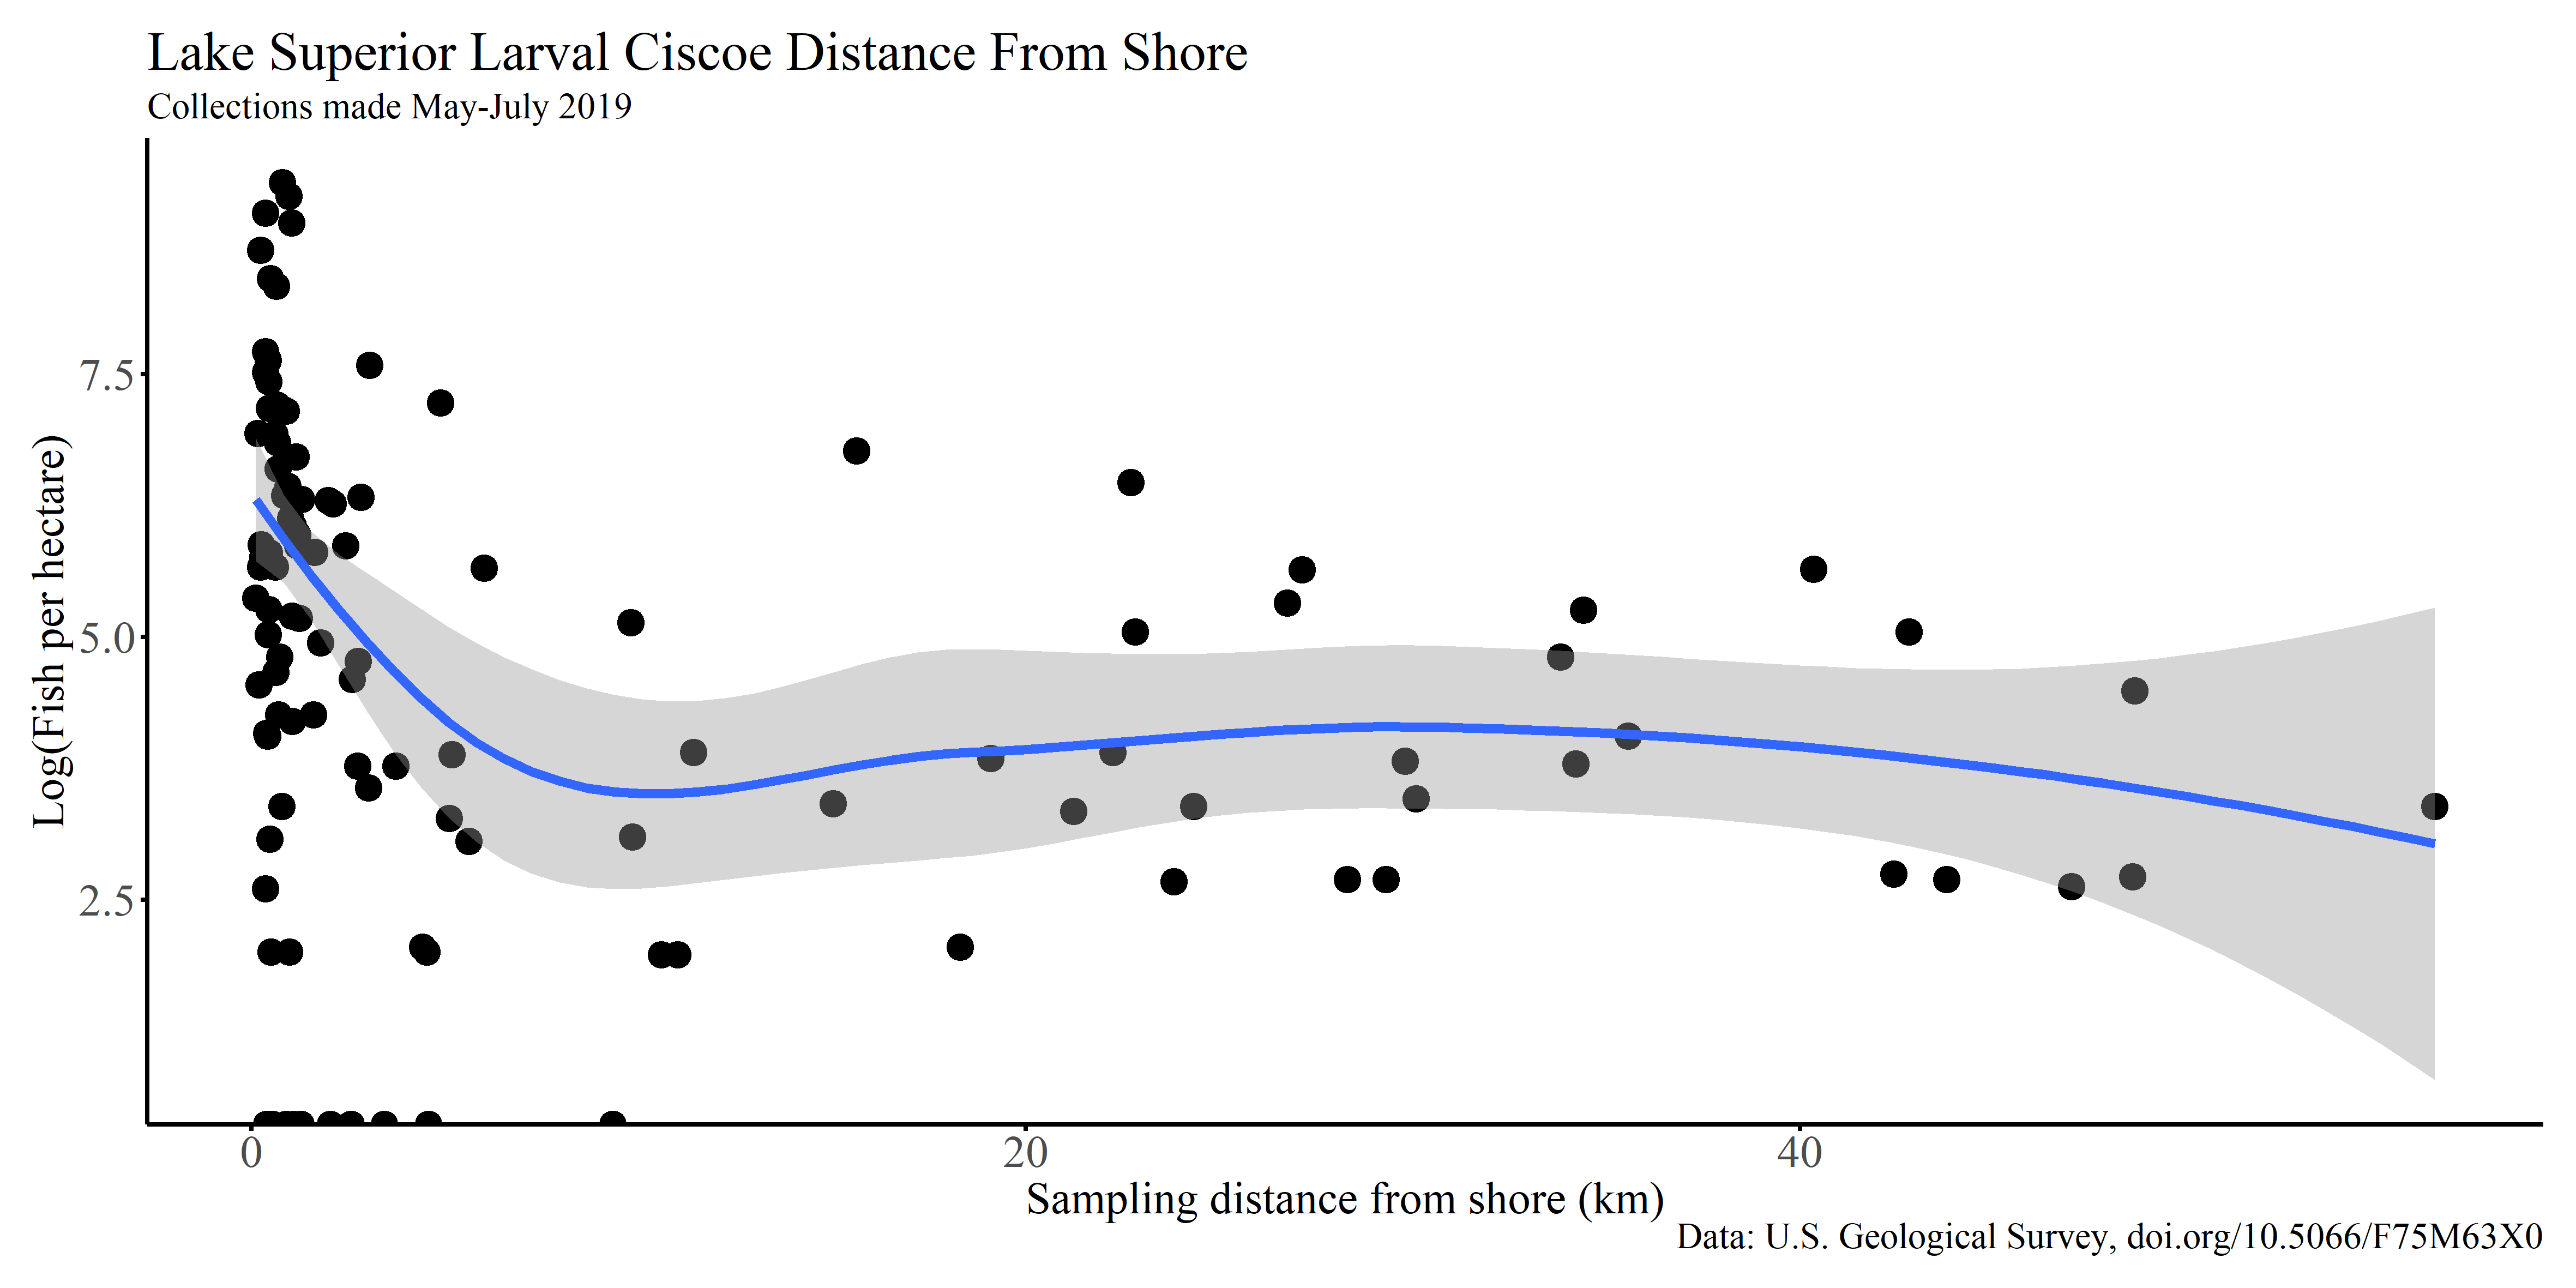 Lake Superior Larval Ciscoe Distance From Shore
Collections made May-July 2019
Log(Fish per hectare)
7.5
5.0
2.5
0
20
40
Sampling distance from shore (km)
Data: U.S. Geological Survey, doi.org/10.5066/F75M63X0